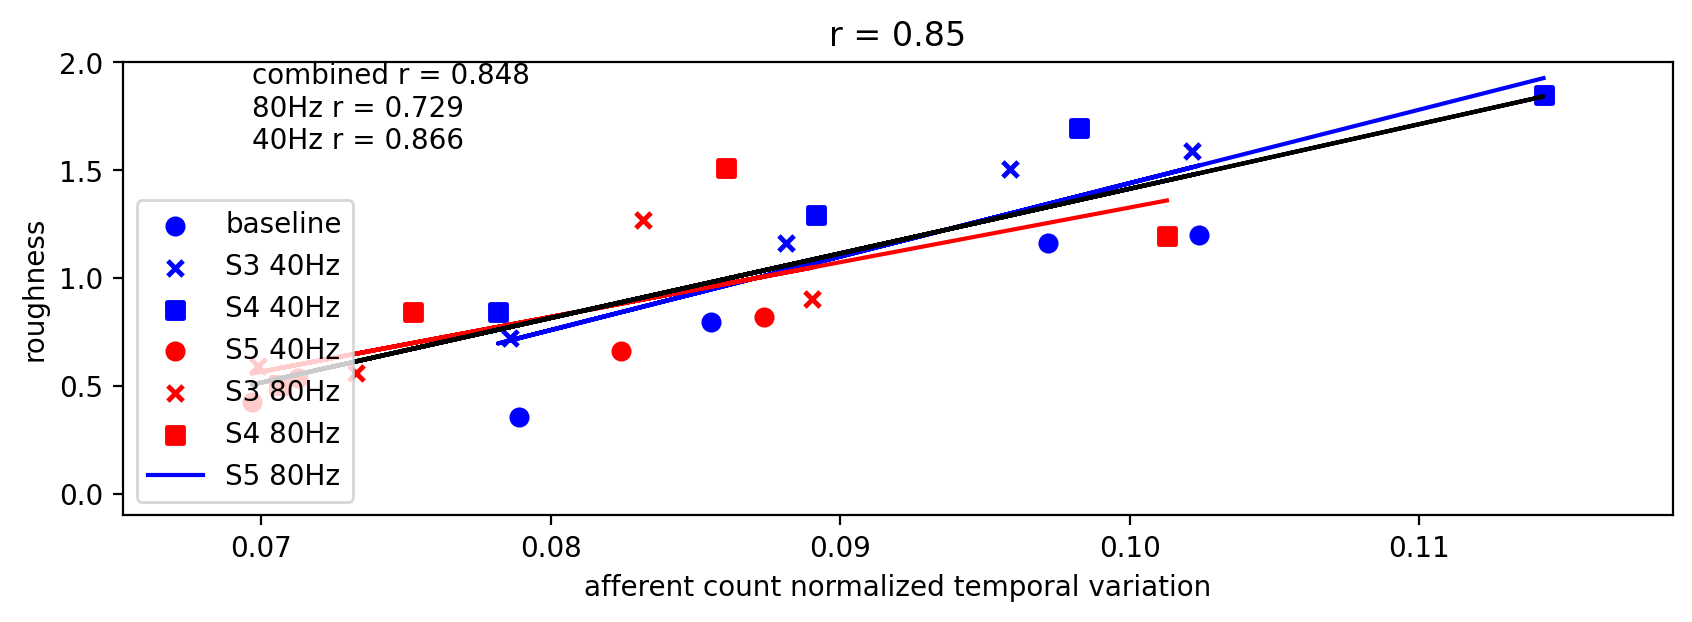 r = 0.85
combined r = 0.848
80Hz r = 0.729
40Hz r = 0.866
2.0
1.5
1.0
0.5
0.0
roughness
baseline
S3 40Hz
S4 40Hz
S5 40Hz
S3 80Hz
S4 80Hz
S5 80Hz
0.07 0.08 0.09 0.10 0.11
afferent count normalized temporal variation